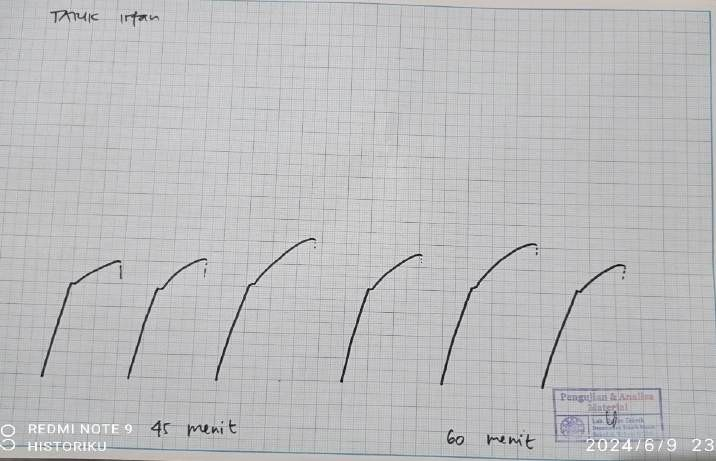 TARIK irfan
45 menit
60 menit
Pengujian & Analisa
Material
REDMI NOTE 9
HISTORIKU
2024/6/9 23